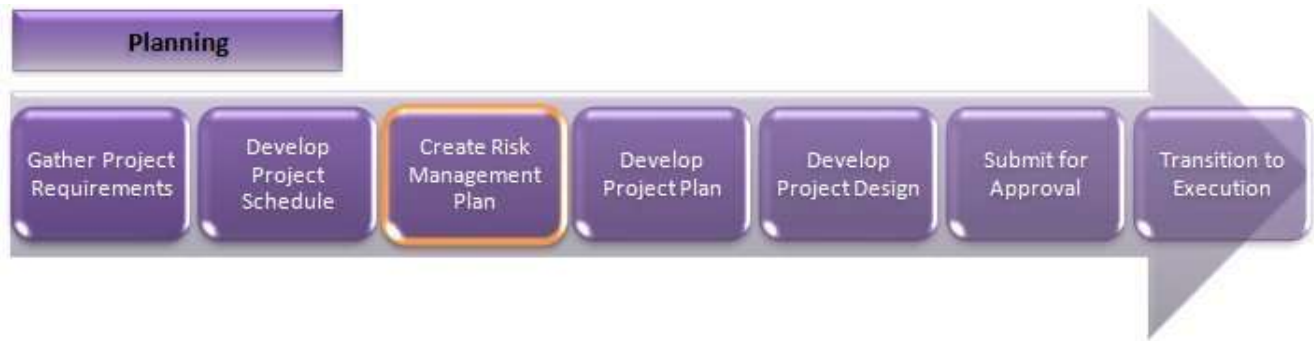 Planning
Gather Project
Requirements
Develop
Project
Schedule
Create Risk
Management
Plan
Develop
Project Plan
Develop
Project Design
Submit for
Approval
Transition to
Execution